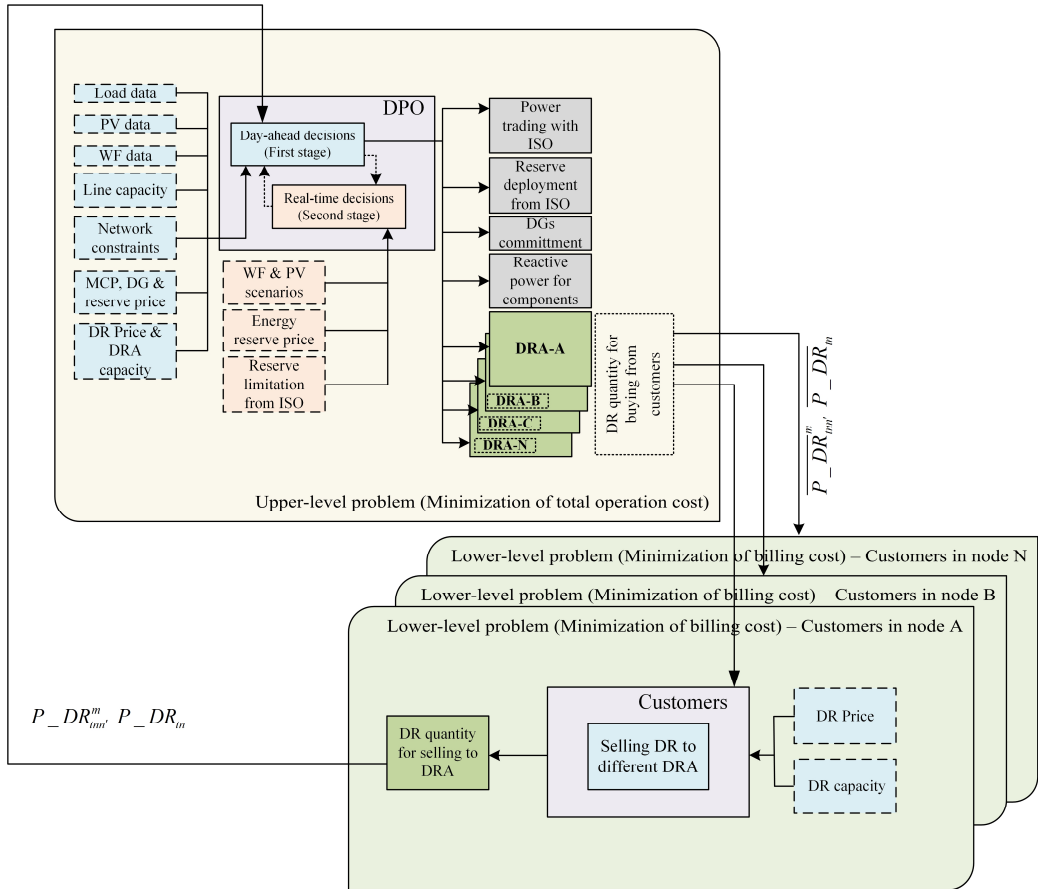 Load data
PV data
WF data
Line capacity
Network
constraints
MCP, DG &
reserve price
DR Price &
DRA
capacity
DPO
Day-ahead decisions
(First stage)
Real-time decisions
(Second stage)
WF & PV
scenarios
Energy
reserve price
Reserve
limitation
from ISO
Power
trading with
ISO
Reserve
deployment
from ISO
DGs
committment
Reactive
power for
components
DRA-A
DRA-B
DRA-C
DRA-N
DR quantity for
buying from
customers
Upper-level problem (Minimization of total operation cost)
Lower-level problem (Minimization of billing cost) – Customers in node N
Lower-level problem (Minimization of billing cost) Customers in node B
Lower-level problem (Minimization of billing cost) – Customers in node A
Customers
Selling DR to
different DRA
DR quantity
for selling to
DRA
DR Price
DR capacity